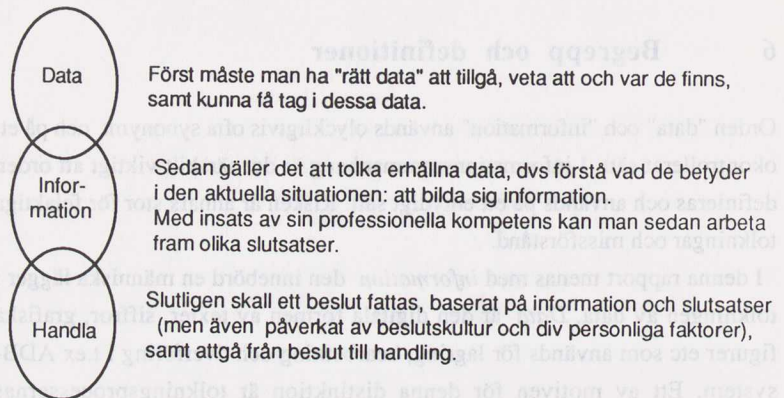 Data
Först måste man ha "rätt data" att tillgå, veta att och var de finns,
samt kunna få tag i dessa data.
Infor-
mation
Sedan gäller det att tolka erhållna data, dvs förstå vad de betyder
i den aktuella situationen: att bilda sig information.
Med insats av sin professionella kompetens kan man sedan arbeta
fram olika slutsatser.
Handla
Slutligen skall ett beslut fattas, baserat på information och slutsatser
(men även påverkat av beslutskultur och div personliga faktorer),
samt attgå från beslut till handling.